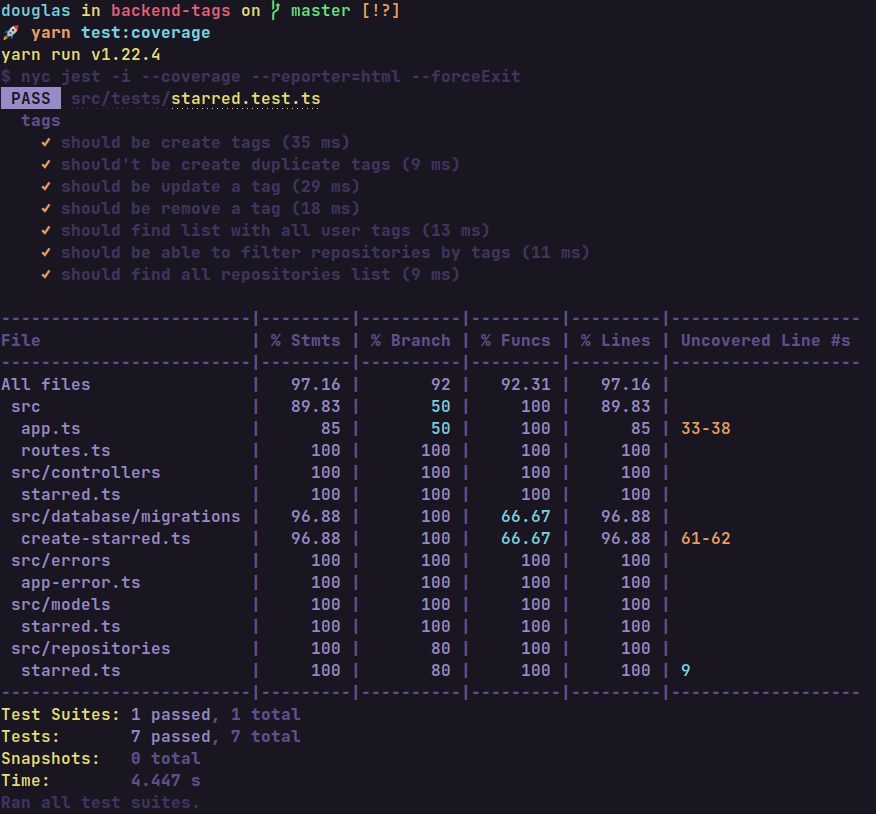 douglas in backend-tags on master [!?]
🚀 yarn test:coverage
yarn run v1.22.4
$ nyc jest -i --coverage --reporter=html --forceExit
PASS src/tests/starred.test.ts
tags
✓ should be create tags (35 ms)
✓ should't be create duplicate tags (9 ms)
✓ should be update a tag (29 ms)
✓ should be remove a tag (18 ms)
✓ should find list with all user tags (13 ms)
✓ should be able to filter repositories by tags (11 ms)
✓ should find all repositories list (9 ms)
-------------------------|---------|----------|---------|---------|-------------------
File                     | % Stmts | % Branch | % Funcs | % Lines | Uncovered Line #s
-------------------------|---------|----------|---------|---------|-------------------
All files                |   97.16 |       92 |   92.31 |   97.16 |
 src                     |   89.83 |       50 |     100 |   89.83 |
  app.ts                 |      85 |       50 |     100 |      85 | 33-38
  routes.ts              |     100 |      100 |     100 |     100 |
 src/controllers         |     100 |      100 |     100 |     100 |
  starred.ts             |     100 |      100 |     100 |     100 |
 src/database/migrations |   96.88 |      100 |   66.67 |   96.88 |
  create-starred.ts      |   96.88 |      100 |   66.67 |   96.88 | 61-62
 src/errors              |     100 |      100 |     100 |     100 |
  app-error.ts           |     100 |      100 |     100 |     100 |
 src/models              |     100 |      100 |     100 |     100 |
  starred.ts             |     100 |      100 |     100 |     100 |
 src/repositories        |     100 |       80 |     100 |     100 |
  starred.ts             |     100 |       80 |     100 |     100 | 9
-------------------------|---------|----------|---------|---------|-------------------
Test Suites: 1 passed, 1 total
Tests:       7 passed, 7 total
Snapshots:   0 total
Time:        4.447 s
Ran all test suites.